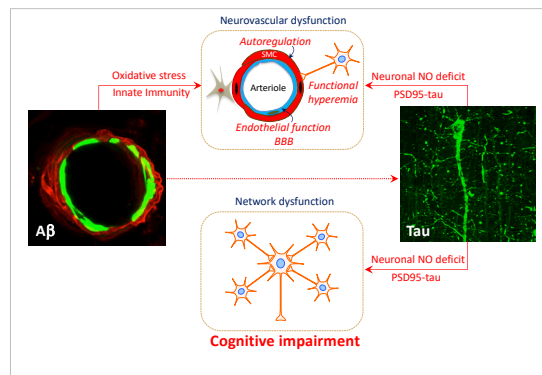 Neurovascular dysfunction
Autoregulation
SMC
Arteriole
Functional
hyperemia
Endothelial function
BBB
Oxidative stress
Innate Immunity
Neuronal NO deficit
PSD95-tau
Aβ
Tau
Network dysfunction
Neuronal NO deficit
PSD95-tau
Cognitive impairment